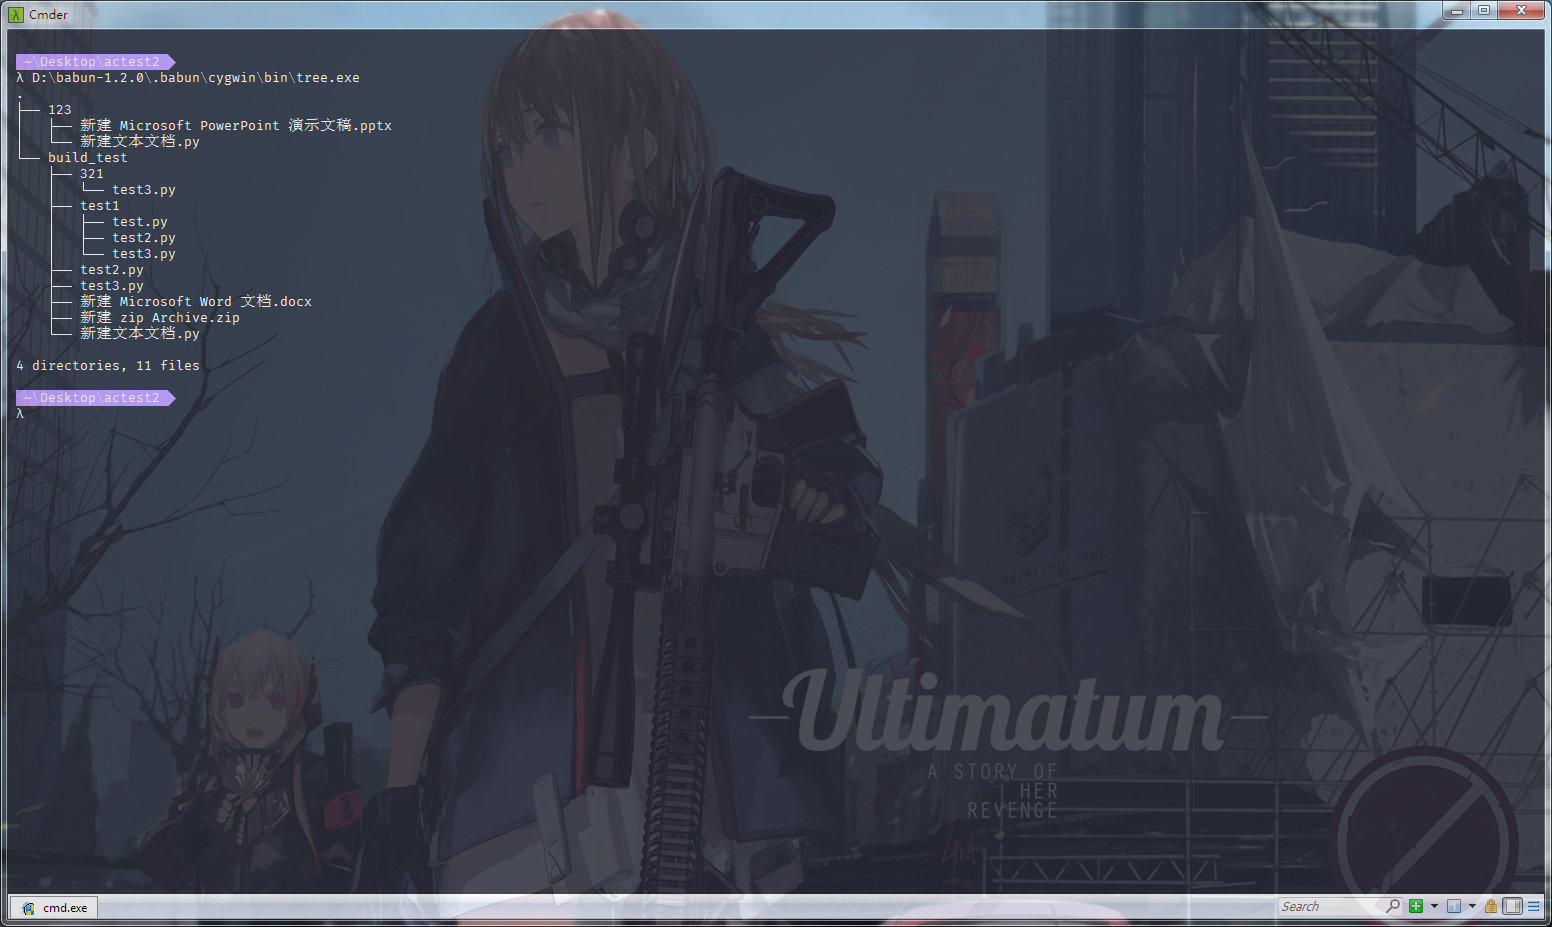 Cmder
~\Desktop\actest2
λ D:\babun-1.2.0\.babun\cygwin\bin\tree.exe
.
├── 123
│   ├── 新建 Microsoft PowerPoint 演示文稿.pptx
│   └── 新建文本文档.py
└── build_test
    ├── 321
    │   └── test3.py
    ├── test1
    │   ├── test.py
    │   ├── test2.py
    │   └── test3.py
    ├── test2.py
    ├── test3.py
    ├── 新建 Microsoft Word 文档.docx
    ├── 新建 zip Archive.zip
    └── 新建文本文档.py
4 directories, 11 files
~\Desktop\actest2
λ
QUARANTINE ZONE
Ultimatum
A STORY OF
HER
REVENGE
cmd.exe
Search